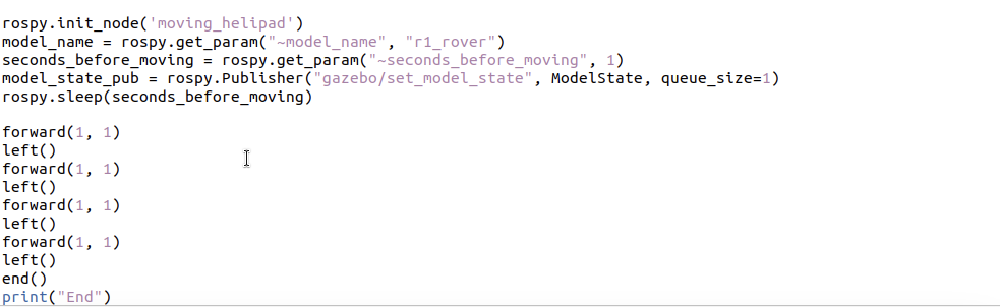 rospy.init_node('moving_helipad')
model_name = rospy.get_param("~model_name", "r1_rover")
seconds_before_moving = rospy.get_param("~seconds_before_moving", 1)
model_state_pub = rospy.Publisher("gazebo/set_model_state", ModelState, queue_size=1)
rospy.sleep(seconds_before_moving)
forward(1, 1)
left()
forward(1, 1)
left()
forward(1, 1)
left()
forward(1, 1)
left()
end()
print("End")